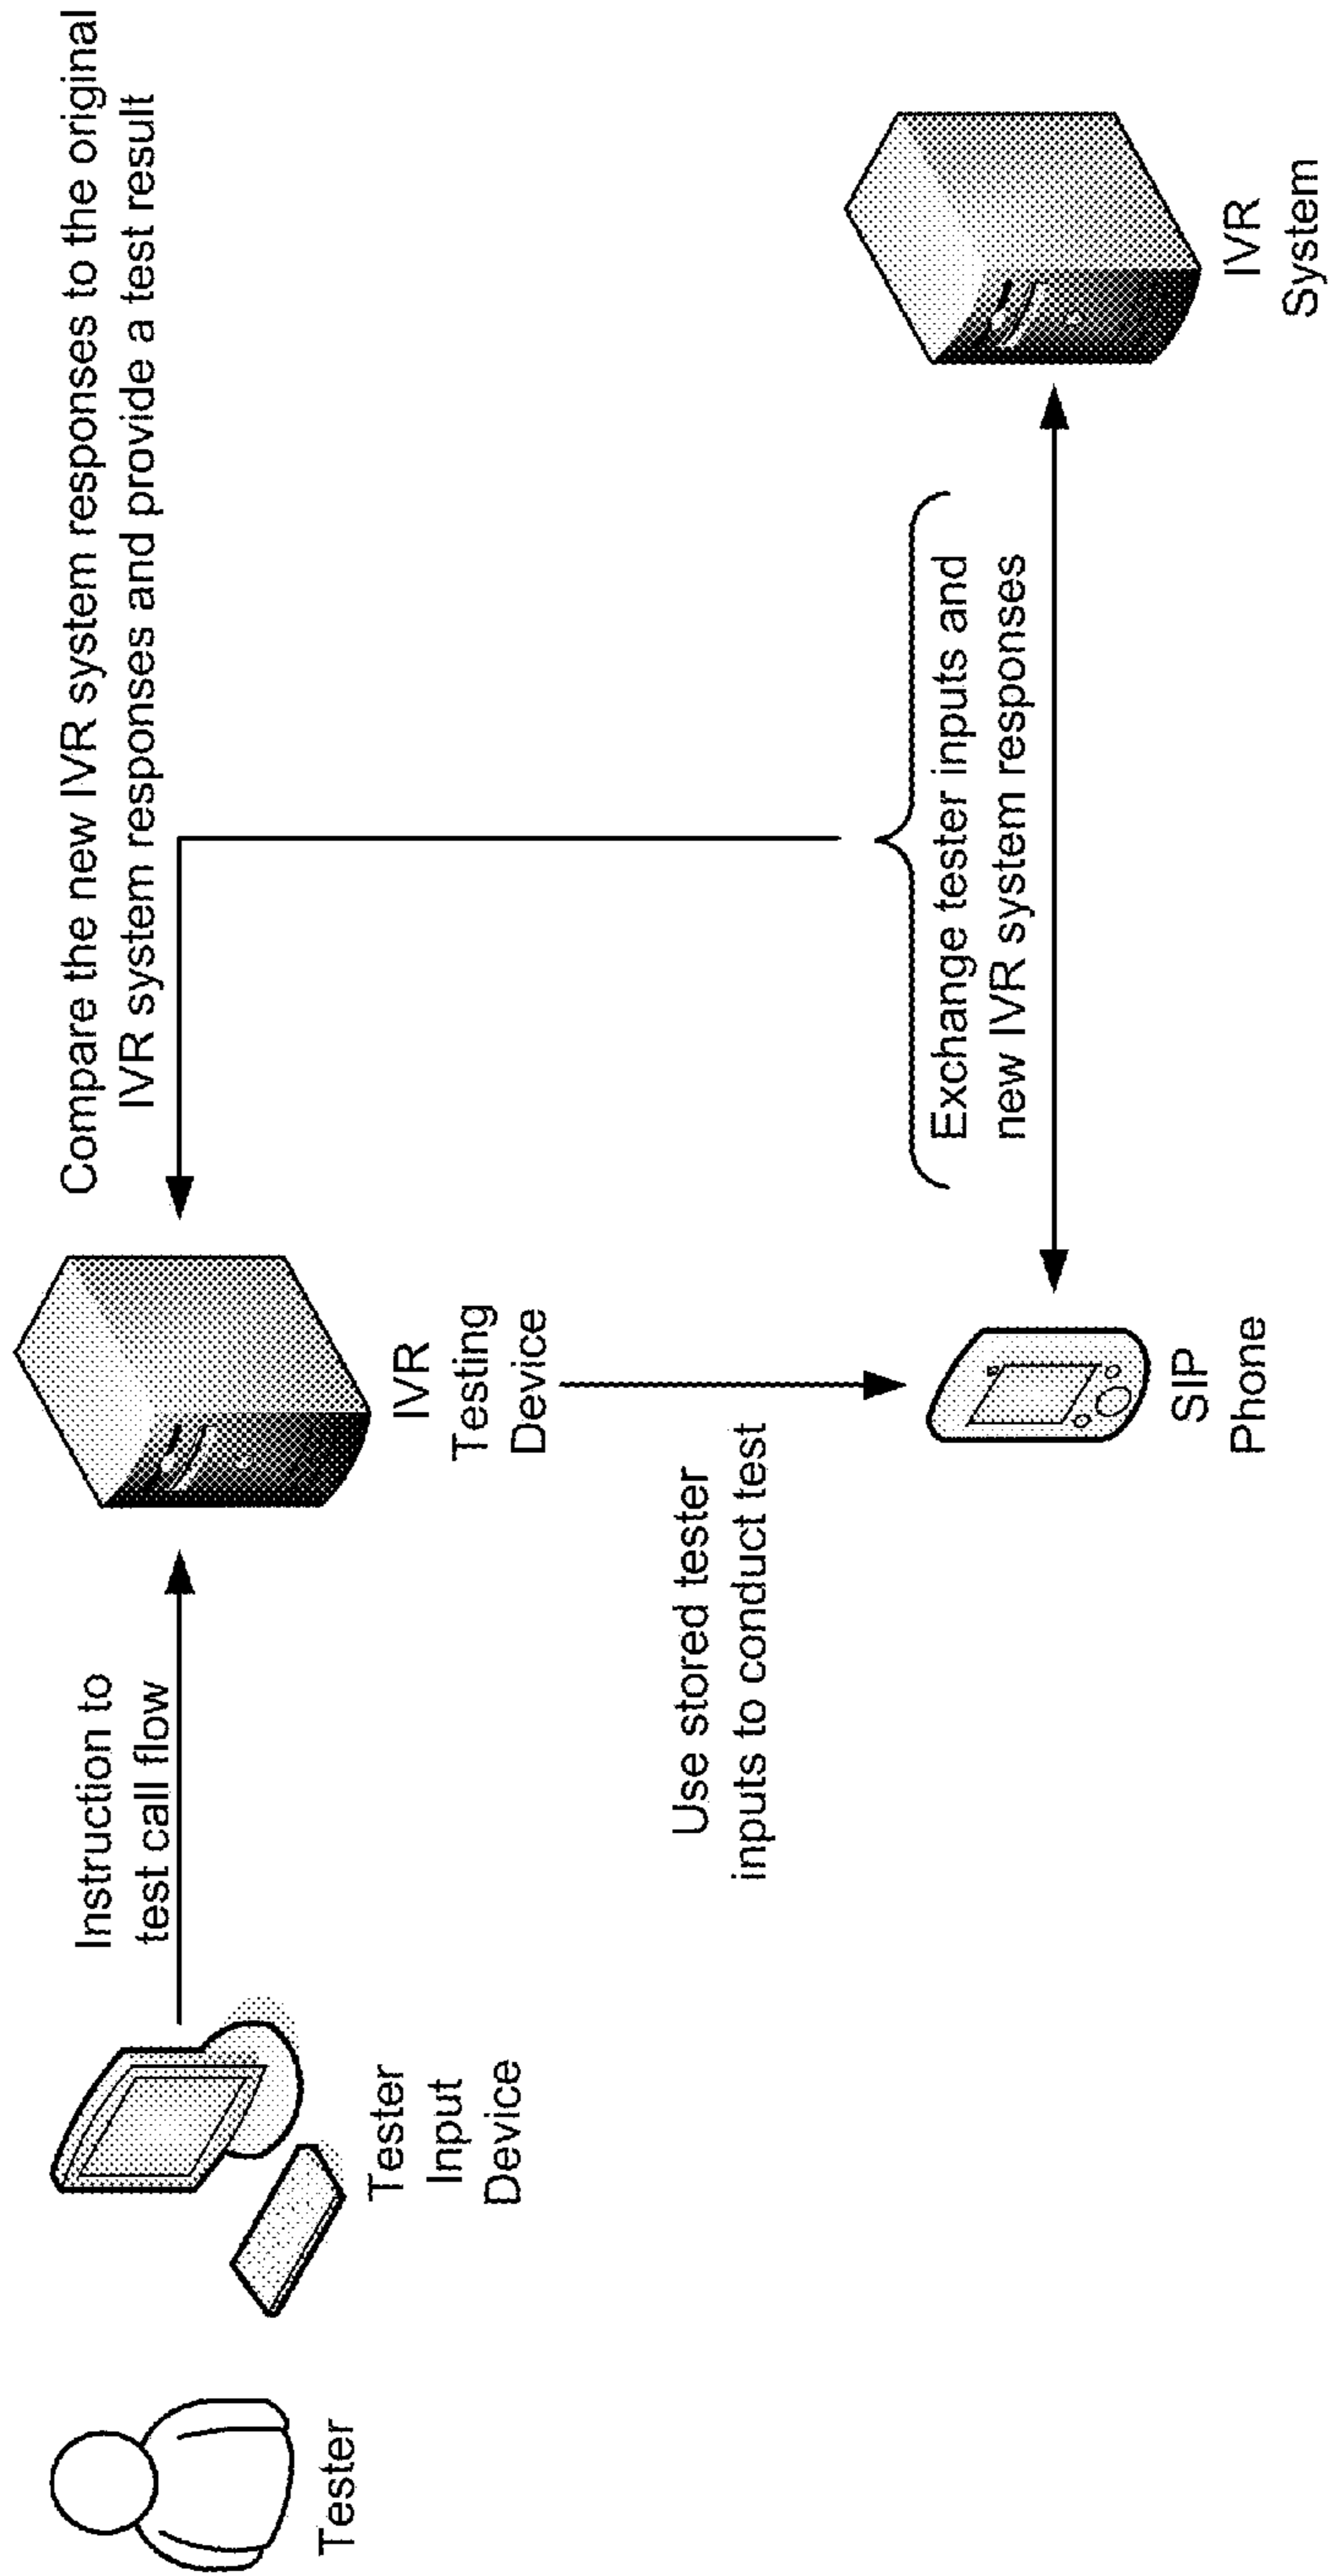 Tester
Tester
Input
Device
Instruction to
test call flow
IVR
Testing
Device
Compare the new IVR system responses to the original
IVR system responses and provide a test result
Use stored tester
inputs to conduct test
SIP
Phone
Exchange tester inputs and
new IVR system responses
IVR
System